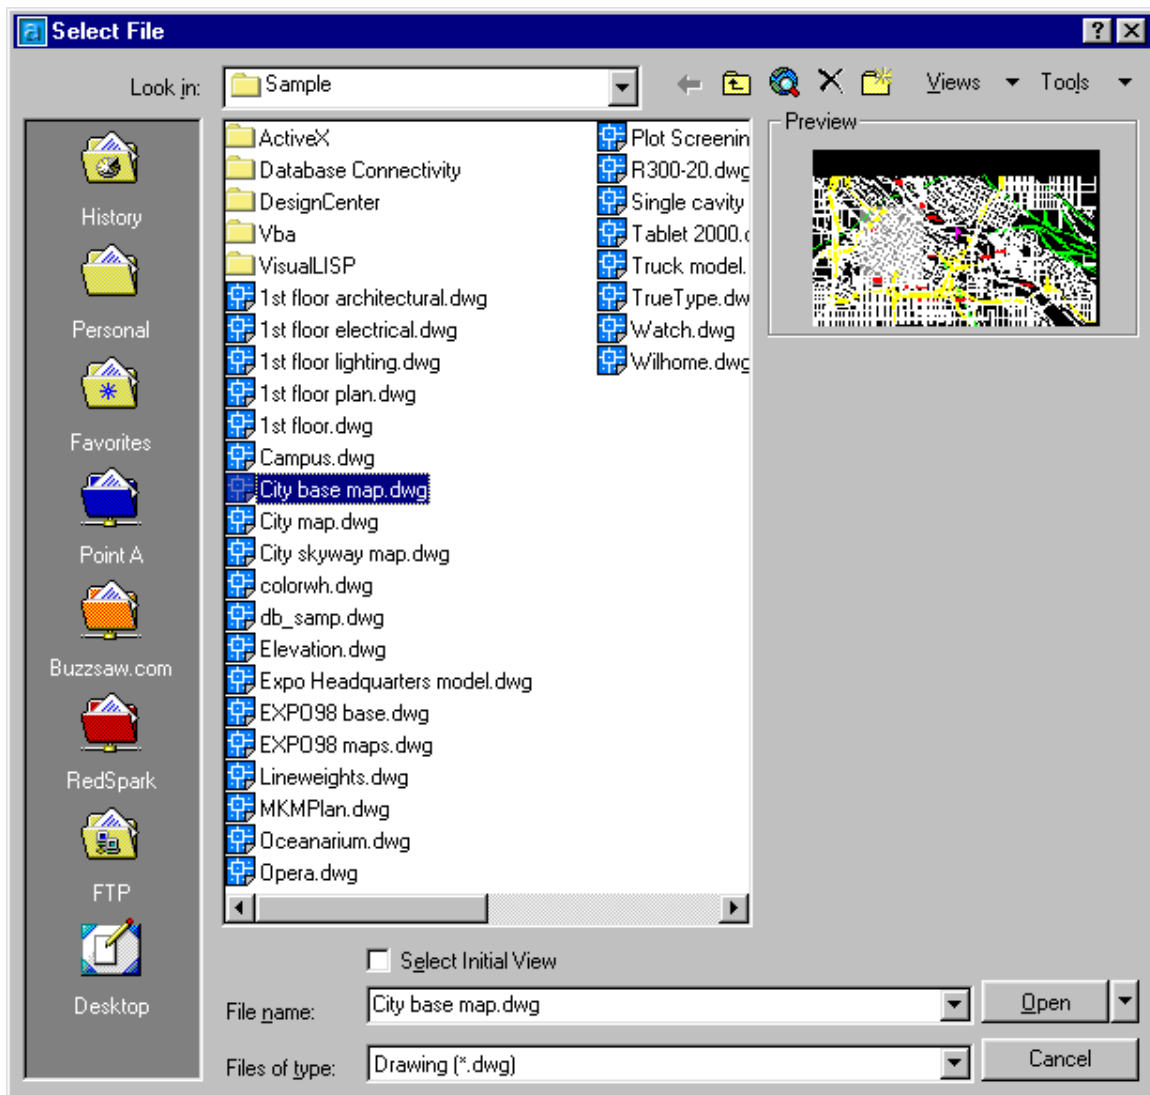 Select File
Look in:
Sample
Views
Tools
History
Personal
Favorites
Point A
Buzzsaw.com
RedSpark
FTP
Desktop
ActiveX
Database Connectivity
DesignCenter
Vba
VisualLISP
1st floor architectural.dwg
1st floor electrical.dwg
1st floor lighting.dwg
1st floor plan.dwg
1st floor.dwg
Campus.dwg
City base map.dwg
City map.dwg
City skyway map.dwg
colorwh.dwg
db_samp.dwg
Elevation.dwg
Expo Headquarters model.dwg
EXPO98 base.dwg
EXPO98 maps.dwg
Lineweights.dwg
MKMPlan.dwg
Oceanarium.dwg
Opera.dwg
Plot Screenin
R300-20.dwg
Single cavity
Tablet 2000.d
Truck model.
TrueType.dw
Watch.dwg
Wilhome.dwg
Preview
Select Initial View
File name:
City base map.dwg
Open
Files of type:
Drawing (*.dwg)
Cancel